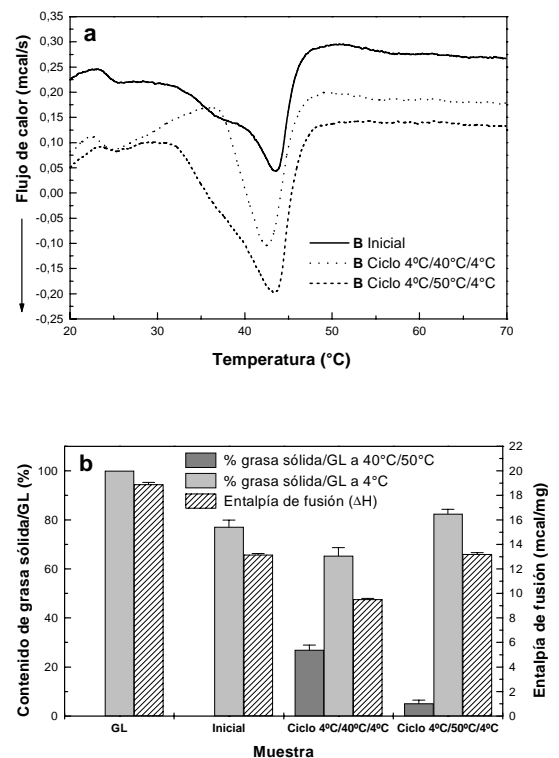 a
0,35
0,30
0,25
0,20
0,15
0,10
0,05
0,00
-0,05
-0,10
-0,15
-0,20
-0,25
Flujo de calor (mcal/s)
B Inicial
B Ciclo 4ºC/40°C/4°C
B Ciclo 4ºC/50°C/4°C
20 30 40 50 60 70
Temperatura (°C)
b
% grasa sólida/GL a 40°C/50°C
% grasa sólida/GL a 4°C
Entalpía de fusión (ΔH)
100
80
60
40
20
0
Contenido de grasa sólida/GL (%)
22
20
18
16
14
12
10
8
6
4
2
0
Entalpía de fusión (mcal/mg)
GL Inicial Ciclo 4ºC/40ºC/4ºC Ciclo 4ºC/50ºC/4ºC
Muestra